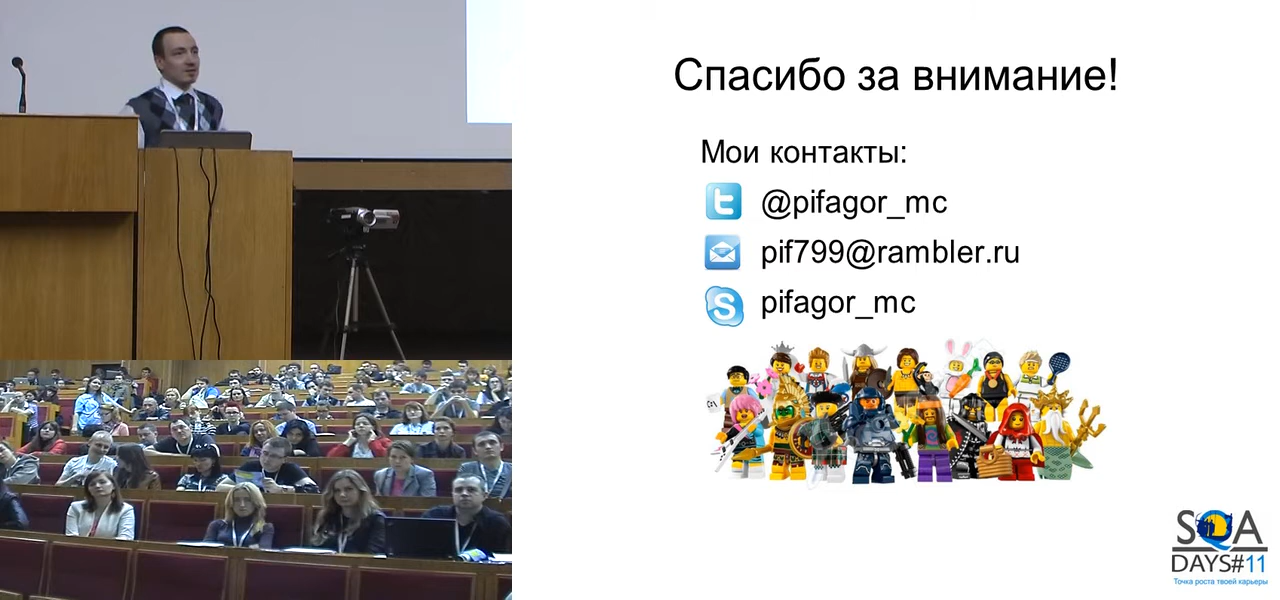 Спасибо за внимание!
Мои контакты:
@pifagor_mc
pif799@rambler.ru
pifagor_mc
SQA
DAYS#11
Точка роста твоей карьеры